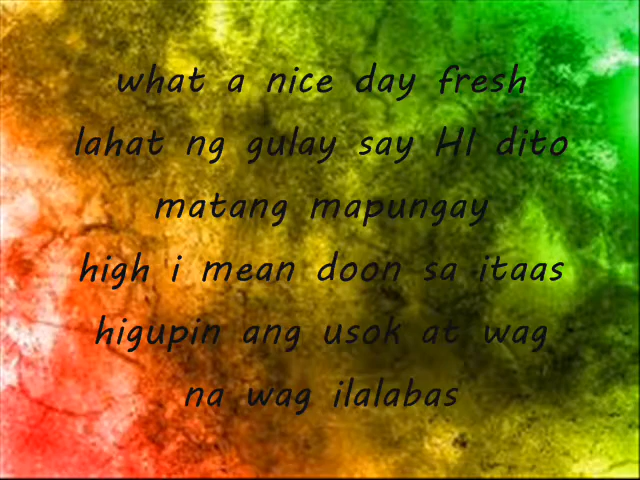 what a nice day fresh
lahat ng gulay say HI dito
matang mapungay
high i mean doon sa itaas
higupin ang usok at wag
na wag ilalabas